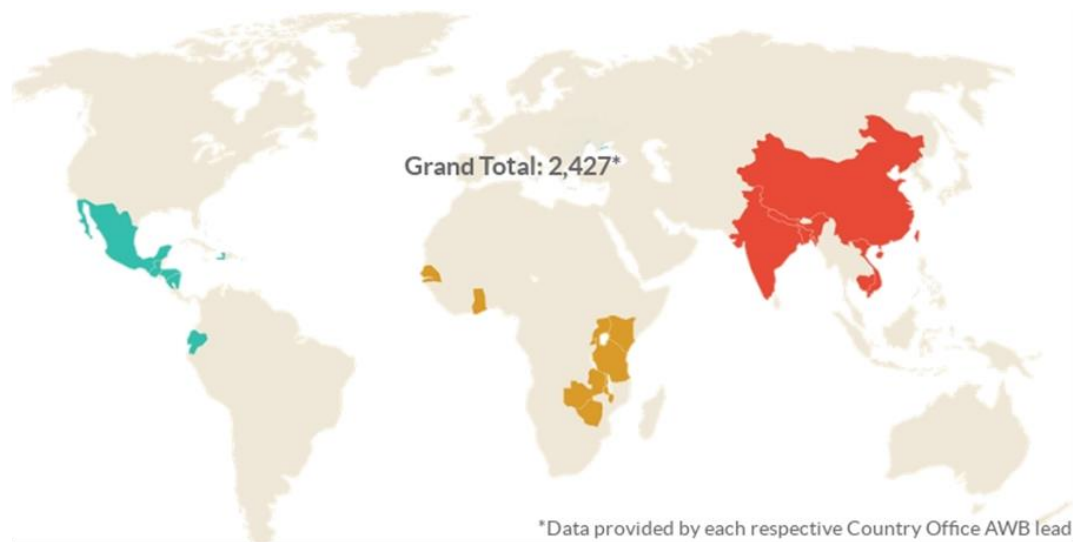 Grand Total: 2,427*
*Data provided by each respective Country Office AWB lead